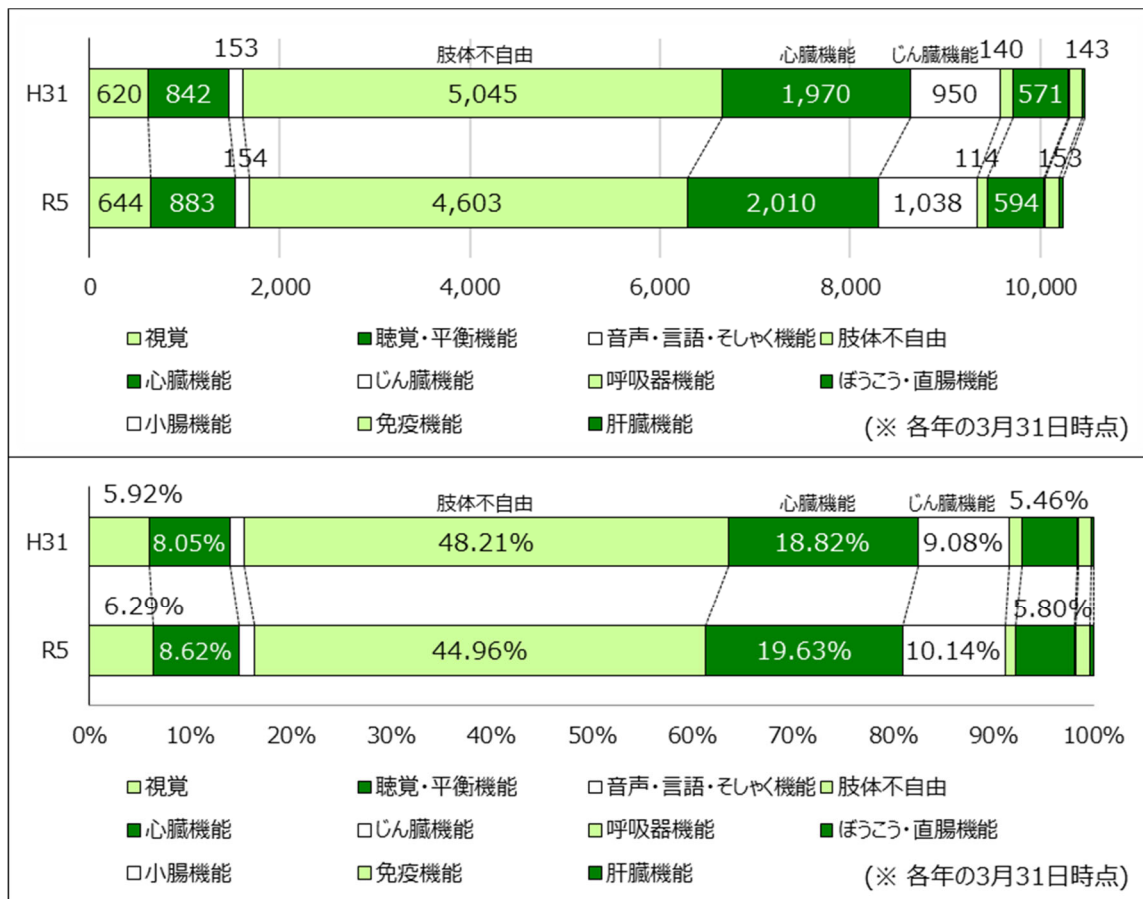 153 肢体不自由 心臓機能 じん臓機能 140 143
H31 620 842 5,045 1,970 950 571
154 114 153
R5 644 883 4,603 2,010 1,038 594
0 2,000 4,000 6,000 8,000 10,000
視覚 聴覚・平衡機能 音声・言語・そしゃく機能 肢体不自由
心臓機能 じん臓機能 呼吸器機能 ぼうこう・直腸機能
小腸機能 免疫機能 肝臓機能 (※ 各年の3月31日時点)
5.92% 肢体不自由 心臓機能 じん臓機能 5.46%
H31 8.05% 48.21% 18.82% 9.08%
6.29% 5.80%
R5 8.62% 44.96% 19.63% 10.14%
0% 10% 20% 30% 40% 50% 60% 70% 80% 90% 100%
視覚 聴覚・平衡機能 音声・言語・そしゃく機能 肢体不自由
心臓機能 じん臓機能 呼吸器機能 ぼうこう・直腸機能
小腸機能 免疫機能 肝臓機能 (※ 各年の3月31日時点)